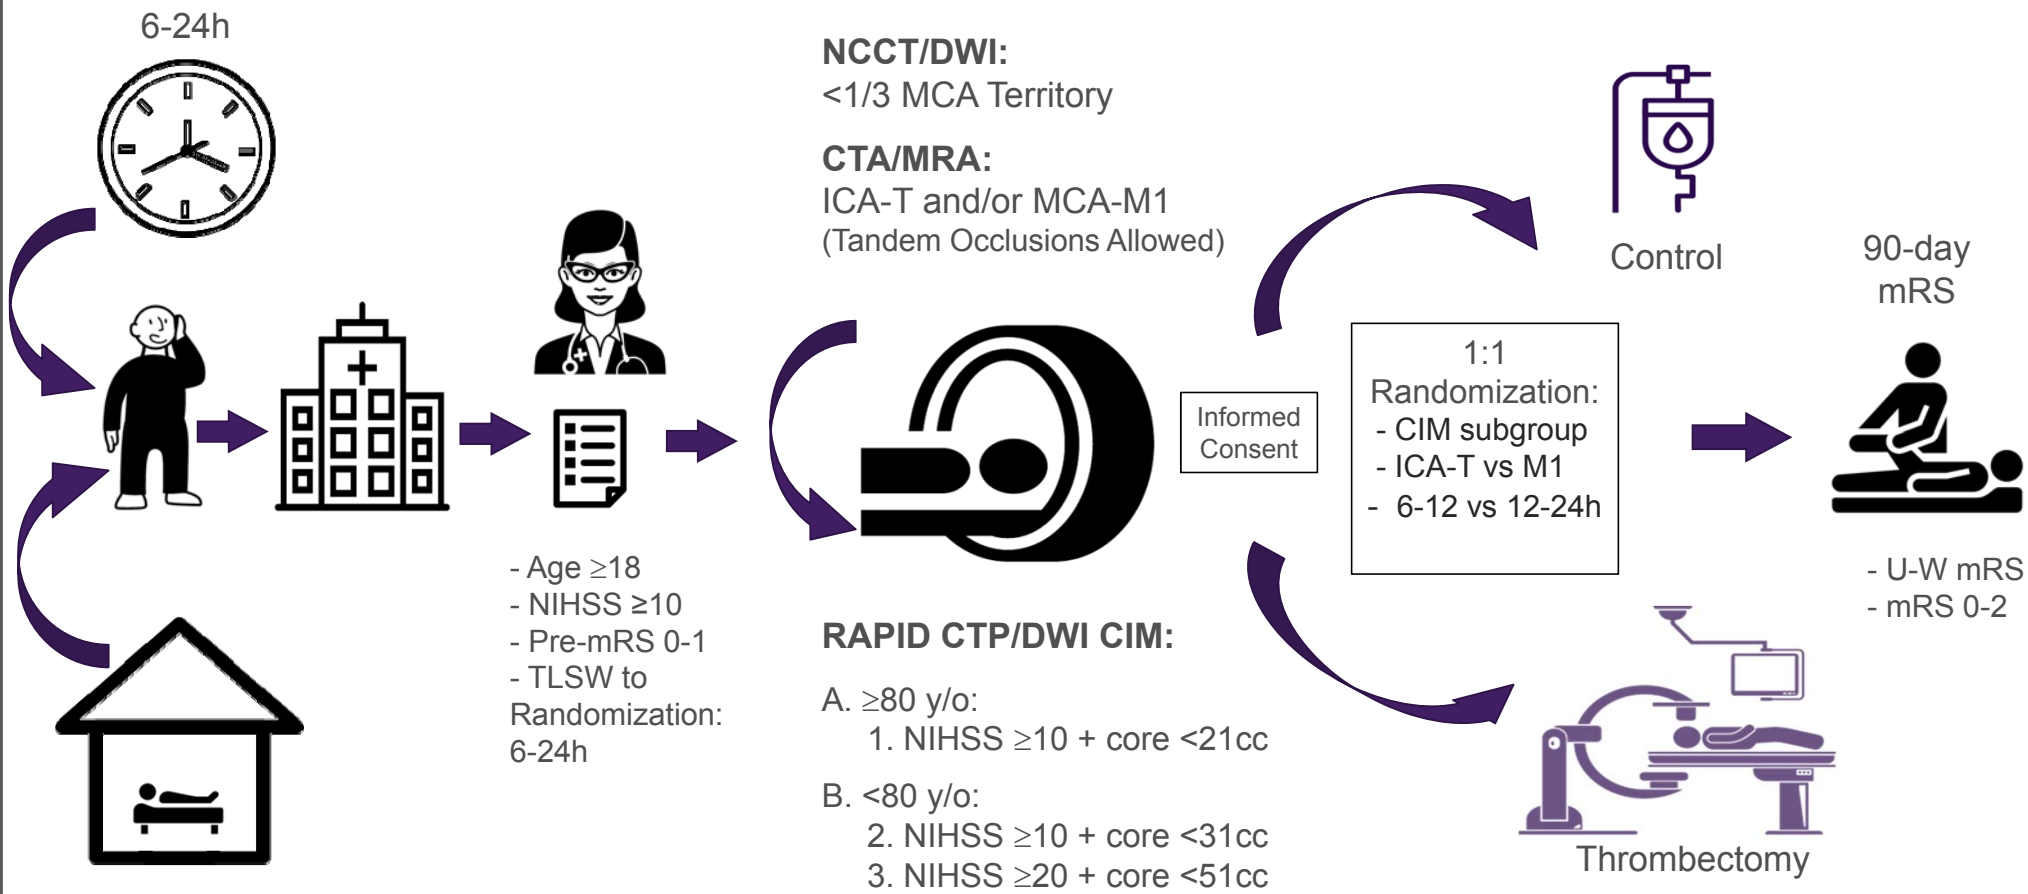 6-24h
- Age ≥18
- NIHSS ≥10
- Pre-mRS 0-1
- TLSW to
Randomization:
6-24h
NCCT/DWI:
<1/3 MCA Territory
CTA/MRA:
ICA-T and/or MCA-M1
(Tandem Occlusions Allowed)
RAPID CTP/DWI CIM:
A. ≥80 y/o:
1. NIHSS ≥10 + core <21cc
B. <80 y/o:
2. NIHSS ≥10 + core <31cc
3. NIHSS ≥20 + core <51cc
Informed
Consent
1:1
Randomization:
- CIM subgroup
- ICA-T vs M1
- 6-12 vs 12-24h
Control
Thrombectomy
90-day
mRS
- U-W mRS
- mRS 0-2